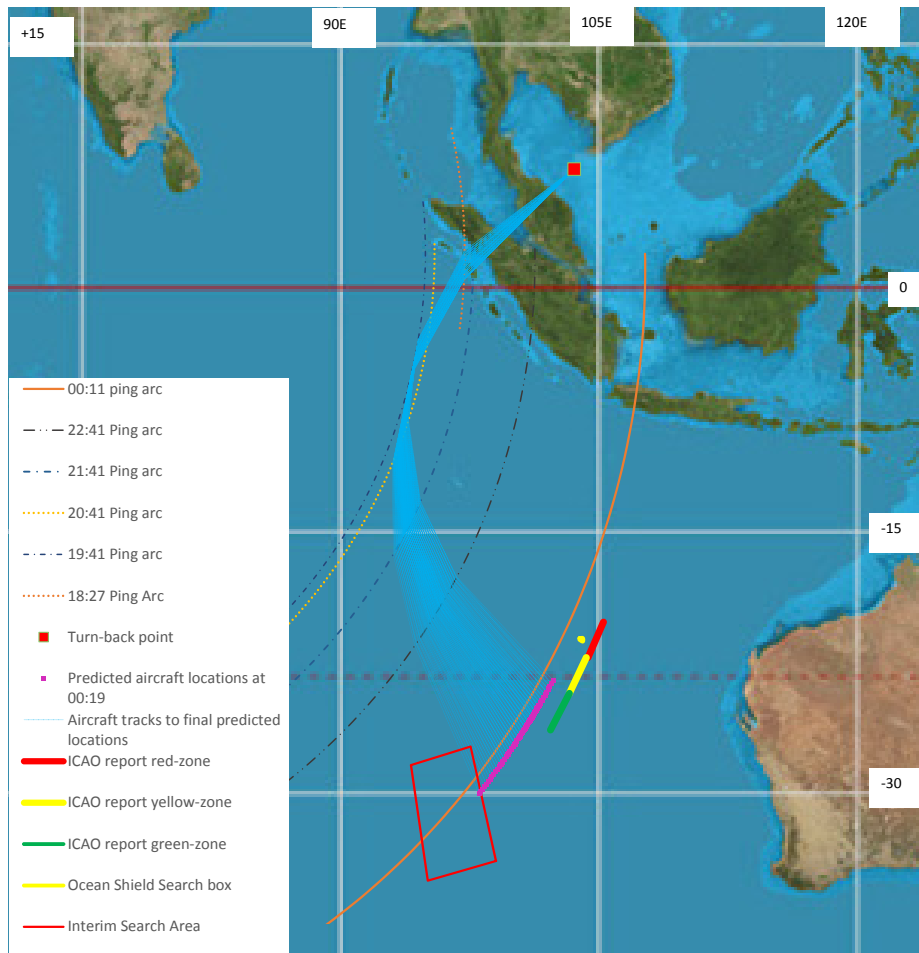 +15
90E
105E
120E
0
-15
-30
00:11 ping arc
22:41 Ping arc
21:41 Ping arc
20:41 Ping arc
19:41 Ping arc
18:27 Ping Arc
Turn-back point
Predicted aircraft locations at
00:19
Aircraft tracks to final predicted
locations
ICAO report red-zone
ICAO report yellow-zone
ICAO report green-zone
Ocean Shield Search box
Interim Search Area